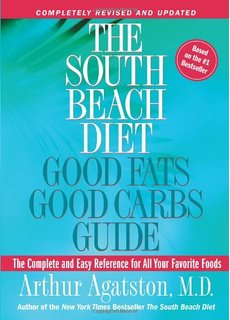 COMPLETELY REVISED AND UPDATED
THE
SOUTH
BEACH
DIET
Based on
the #1
Bestseller
GOOD FATS
GOOD CARBS
GUIDE
The Complete and Easy Reference for All Your Favorite Foods
Arthur Agatston, M.D.
Author of the New York Times Bestseller The South Beach Diet